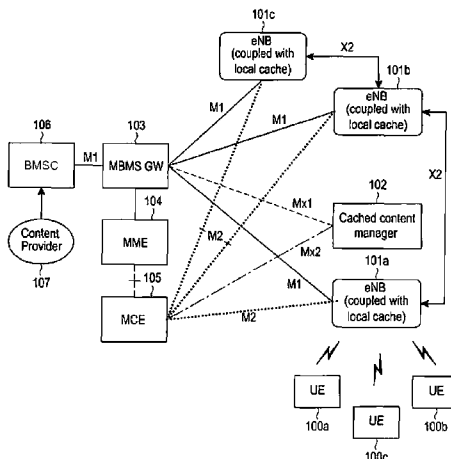 101c
eNB
(coupled with
local cache)
X2
101b
eNB
(coupled with
local cache)
M1
M1
106
103
BMSC
M1
MBMS GW
X2
104
Mx1
102
Content
Provider
MME
M2
Cached content
manager
107
Mx2
105
101a
MCE
M1
eNB
(coupled with
local cache)
M2
UE
UE
100a
UE
100b
100c